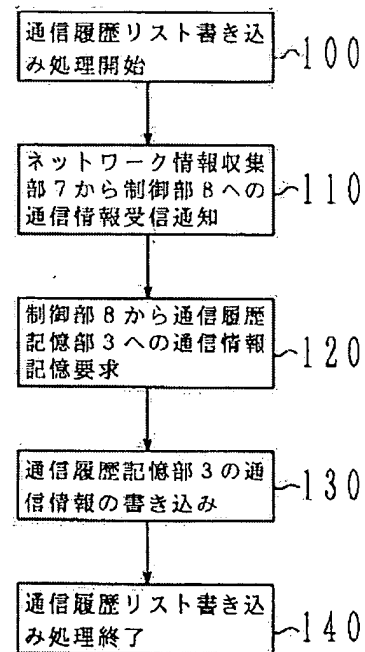 通信履歴リスト書き込
み処理開始
100
ネットワーク情報収集
部7から制御部8への
通信情報受信通知
110
制御部8から通信履歴
記憶部3への通信情報
記憶要求
120
通信履歴記憶部3の通
信情報の書き込み
130
通信履歴リスト書き込
み処理終了
140